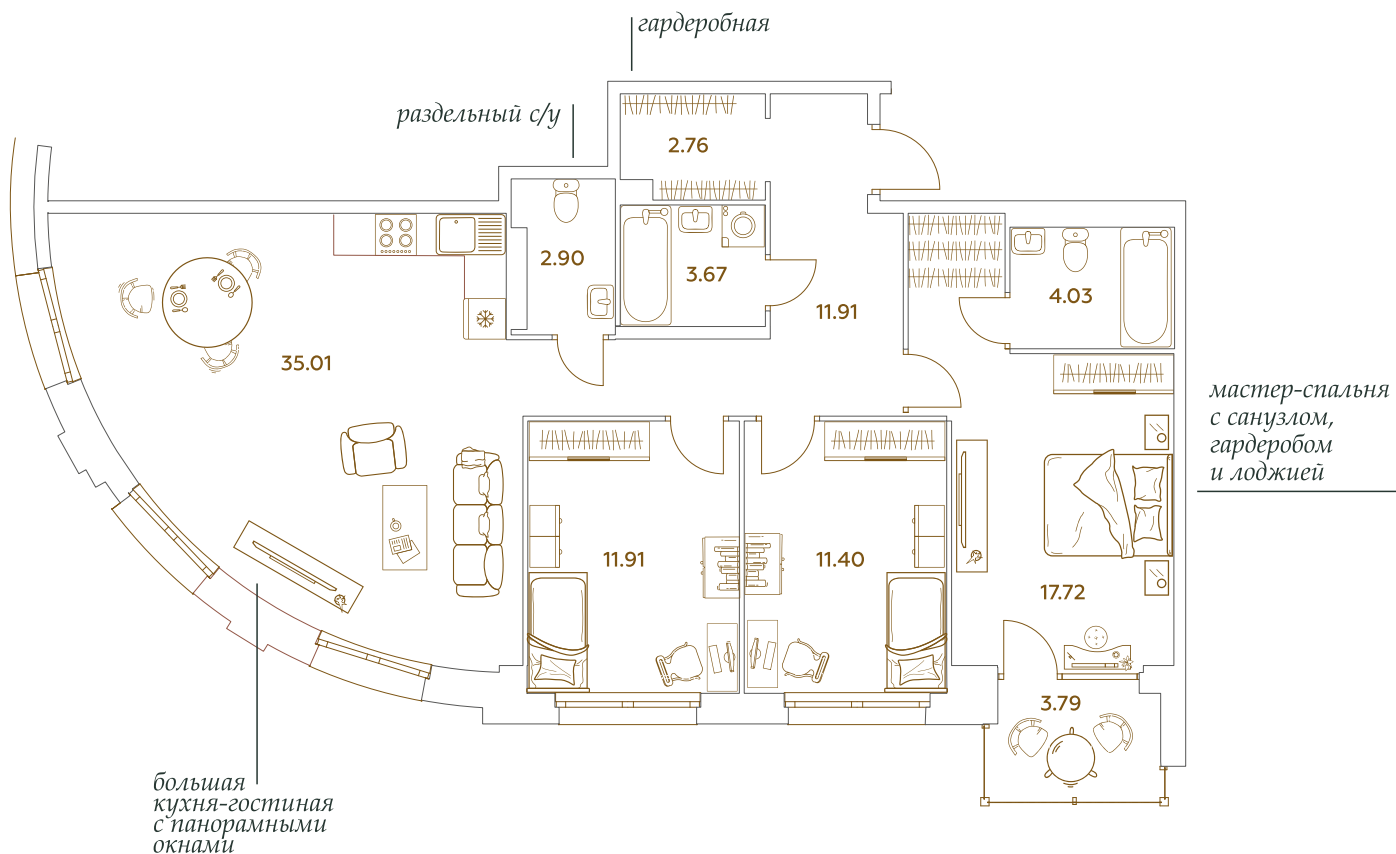 гардеробная
раздельный с/у
2.76
2.90
3.67
4.03
11.91
35.01
мастер-спальня
с санузлом,
гардеробом
и лоджией
11.91
11.40
17.72
3.79
большая
кухня-гостиная
с панорамными
окнами